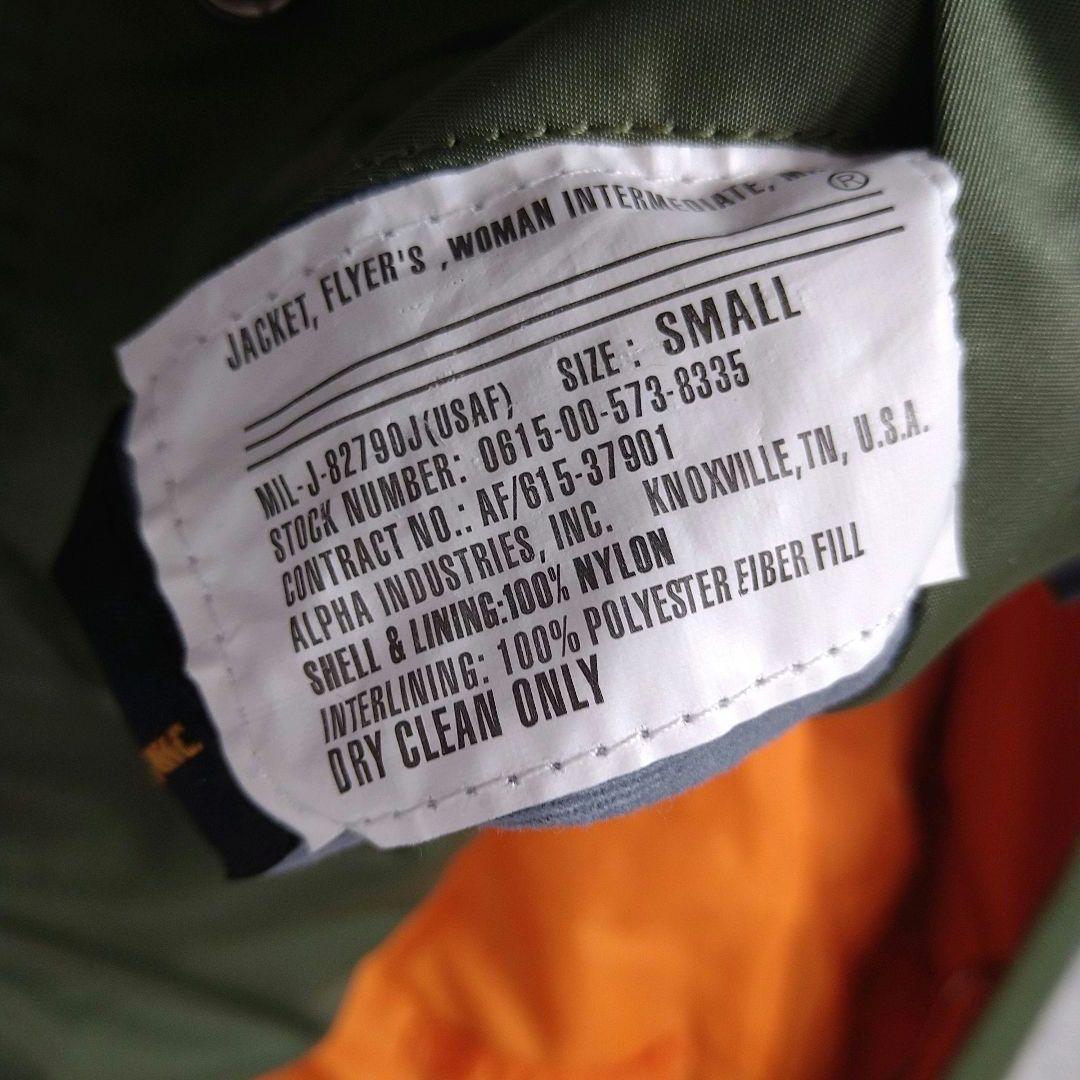 JACKET, FLYER'S ,WOMAN INTERMEDIATE, ®
MIL-J-82790J(USAF) SIZE : SMALL
STOCK NUMBER: 0615-00-573-8335
CONTRACT NO.: AF/615-37901
ALPHA INDUSTRIES, INC. KNOXVILLE,TN, U.S.A.
SHELL & LINING:100% NYLON
INTERLINING: 100% POLYESTER FIBER FILL
DRY CLEAN ONLY